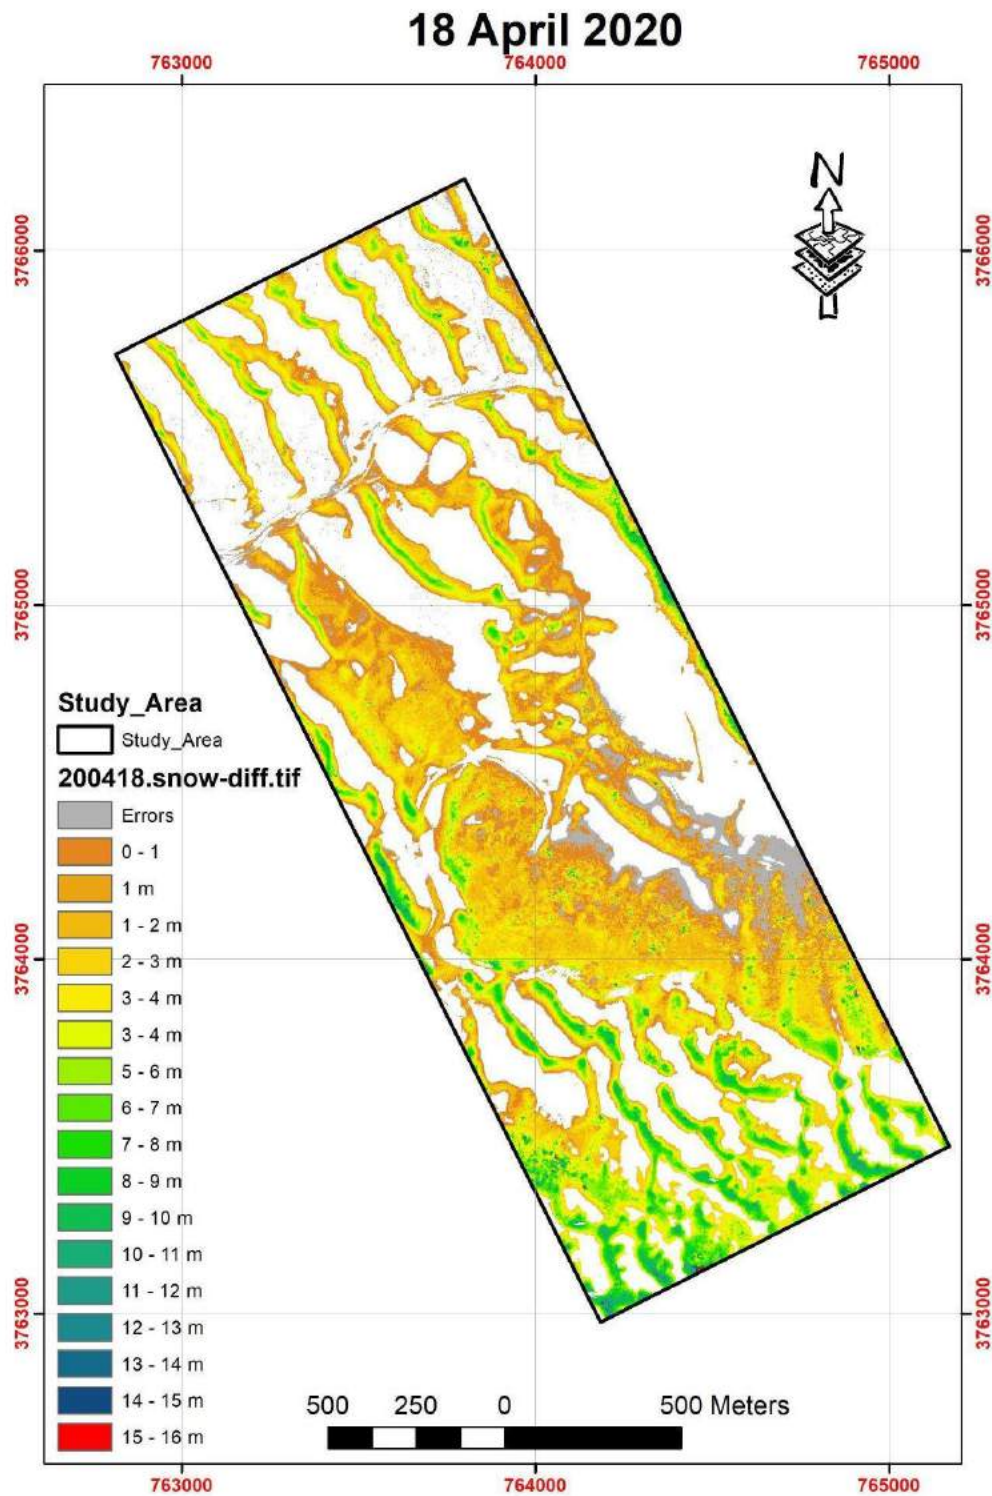 18 April 2020
763000 764000 765000
N
3766000 3766000
3765000 3765000
Study_Area
Study_Area
200418.snow-diff.tif
Errors
0 - 1
1 m
1 - 2 m
2 - 3 m
3 - 4 m
3 - 4 m
5 - 6 m
6 - 7 m
7 - 8 m
8 - 9 m
9 - 10 m
10 - 11 m
11 - 12 m
12 - 13 m
13 - 14 m
14 - 15 m
15 - 16 m
3764000 3764000
3763000 3763000
500 250 0 500 Meters
763000 764000 765000